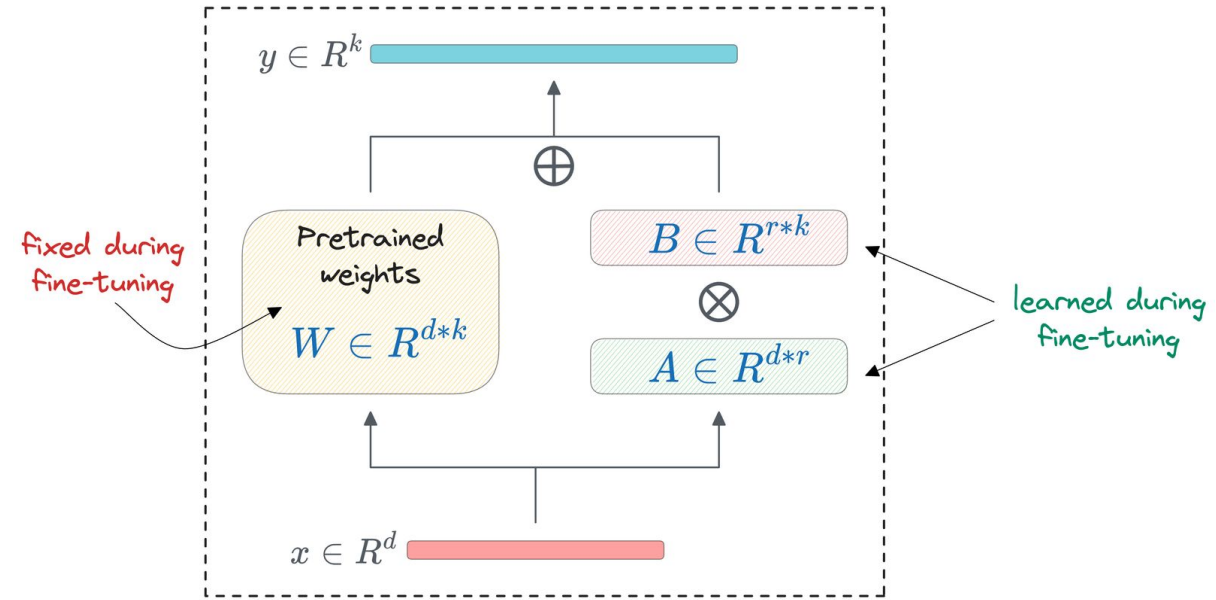 y ∈ R^k
Pretrained
weights
W ∈ R^{d*k}
B ∈ R^{r*k}
A ∈ R^{d*r}
fixed during
fine-tuning
learned during
fine-tuning
x ∈ R^d